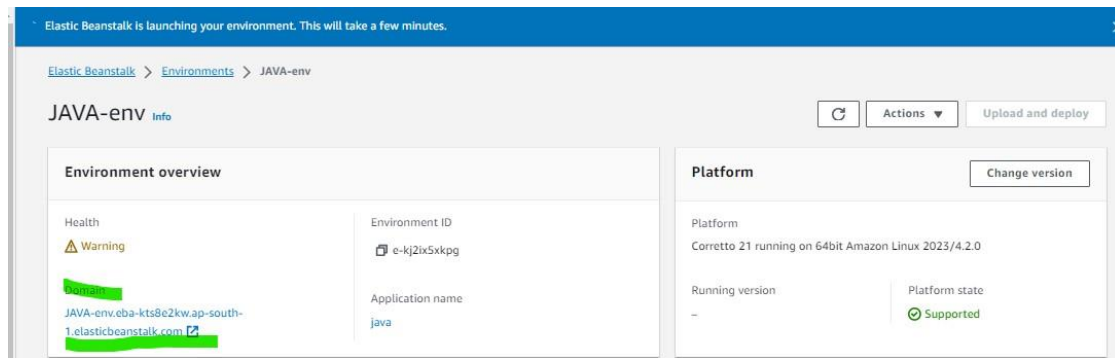 Elastic Beanstalk is launching your environment. This will take a few minutes.
Elastic Beanstalk > Environments > JAVA-env
JAVA-env Info
Actions ▼
Upload and deploy
Environment overview
Health
Warning
Domain
JAVA-env.eba-kts8e2kw.ap-south-
1.elasticbeanstalk.com
Environment ID
e-kj2ix5xkpg
Application name
java
Platform
Change version
Platform
Corretto 21 running on 64bit Amazon Linux 2023/4.2.0
Running version
–
Platform state
Supported